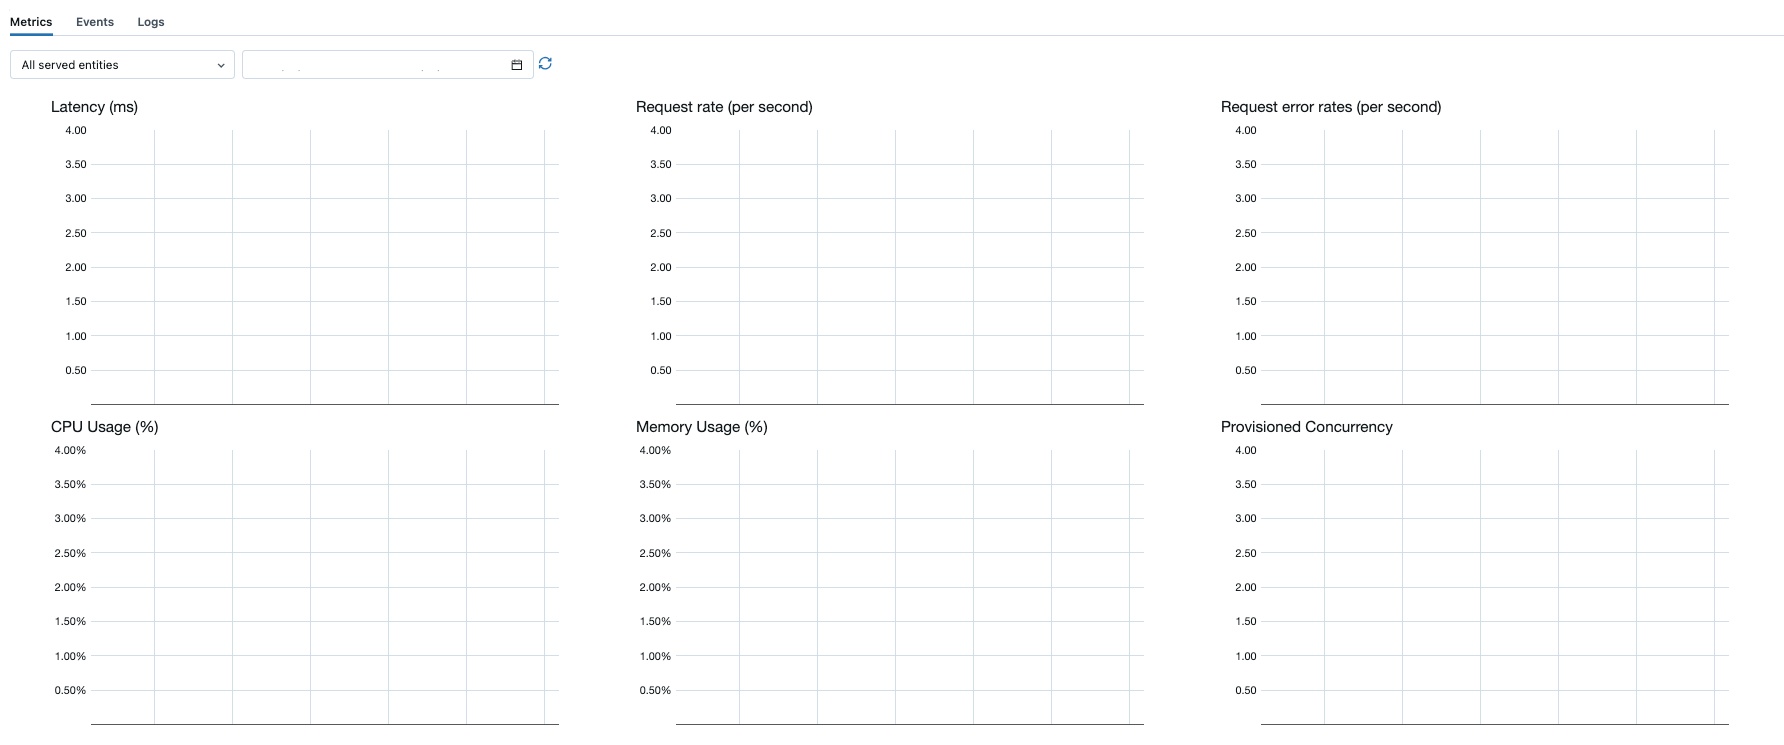 Metrics Events Logs
All served entities
Latency (ms) Request rate (per second) Request error rates (per second)
4.00 4.00 4.00
3.50 3.50 3.50
3.00 3.00 3.00
2.50 2.50 2.50
2.00 2.00 2.00
1.50 1.50 1.50
1.00 1.00 1.00
0.50 0.50 0.50
CPU Usage (%) Memory Usage (%) Provisioned Concurrency
4.00% 4.00% 4.00
3.50% 3.50% 3.50
3.00% 3.00% 3.00
2.50% 2.50% 2.50
2.00% 2.00% 2.00
1.50% 1.50% 1.50
1.00% 1.00% 1.00
0.50% 0.50% 0.50